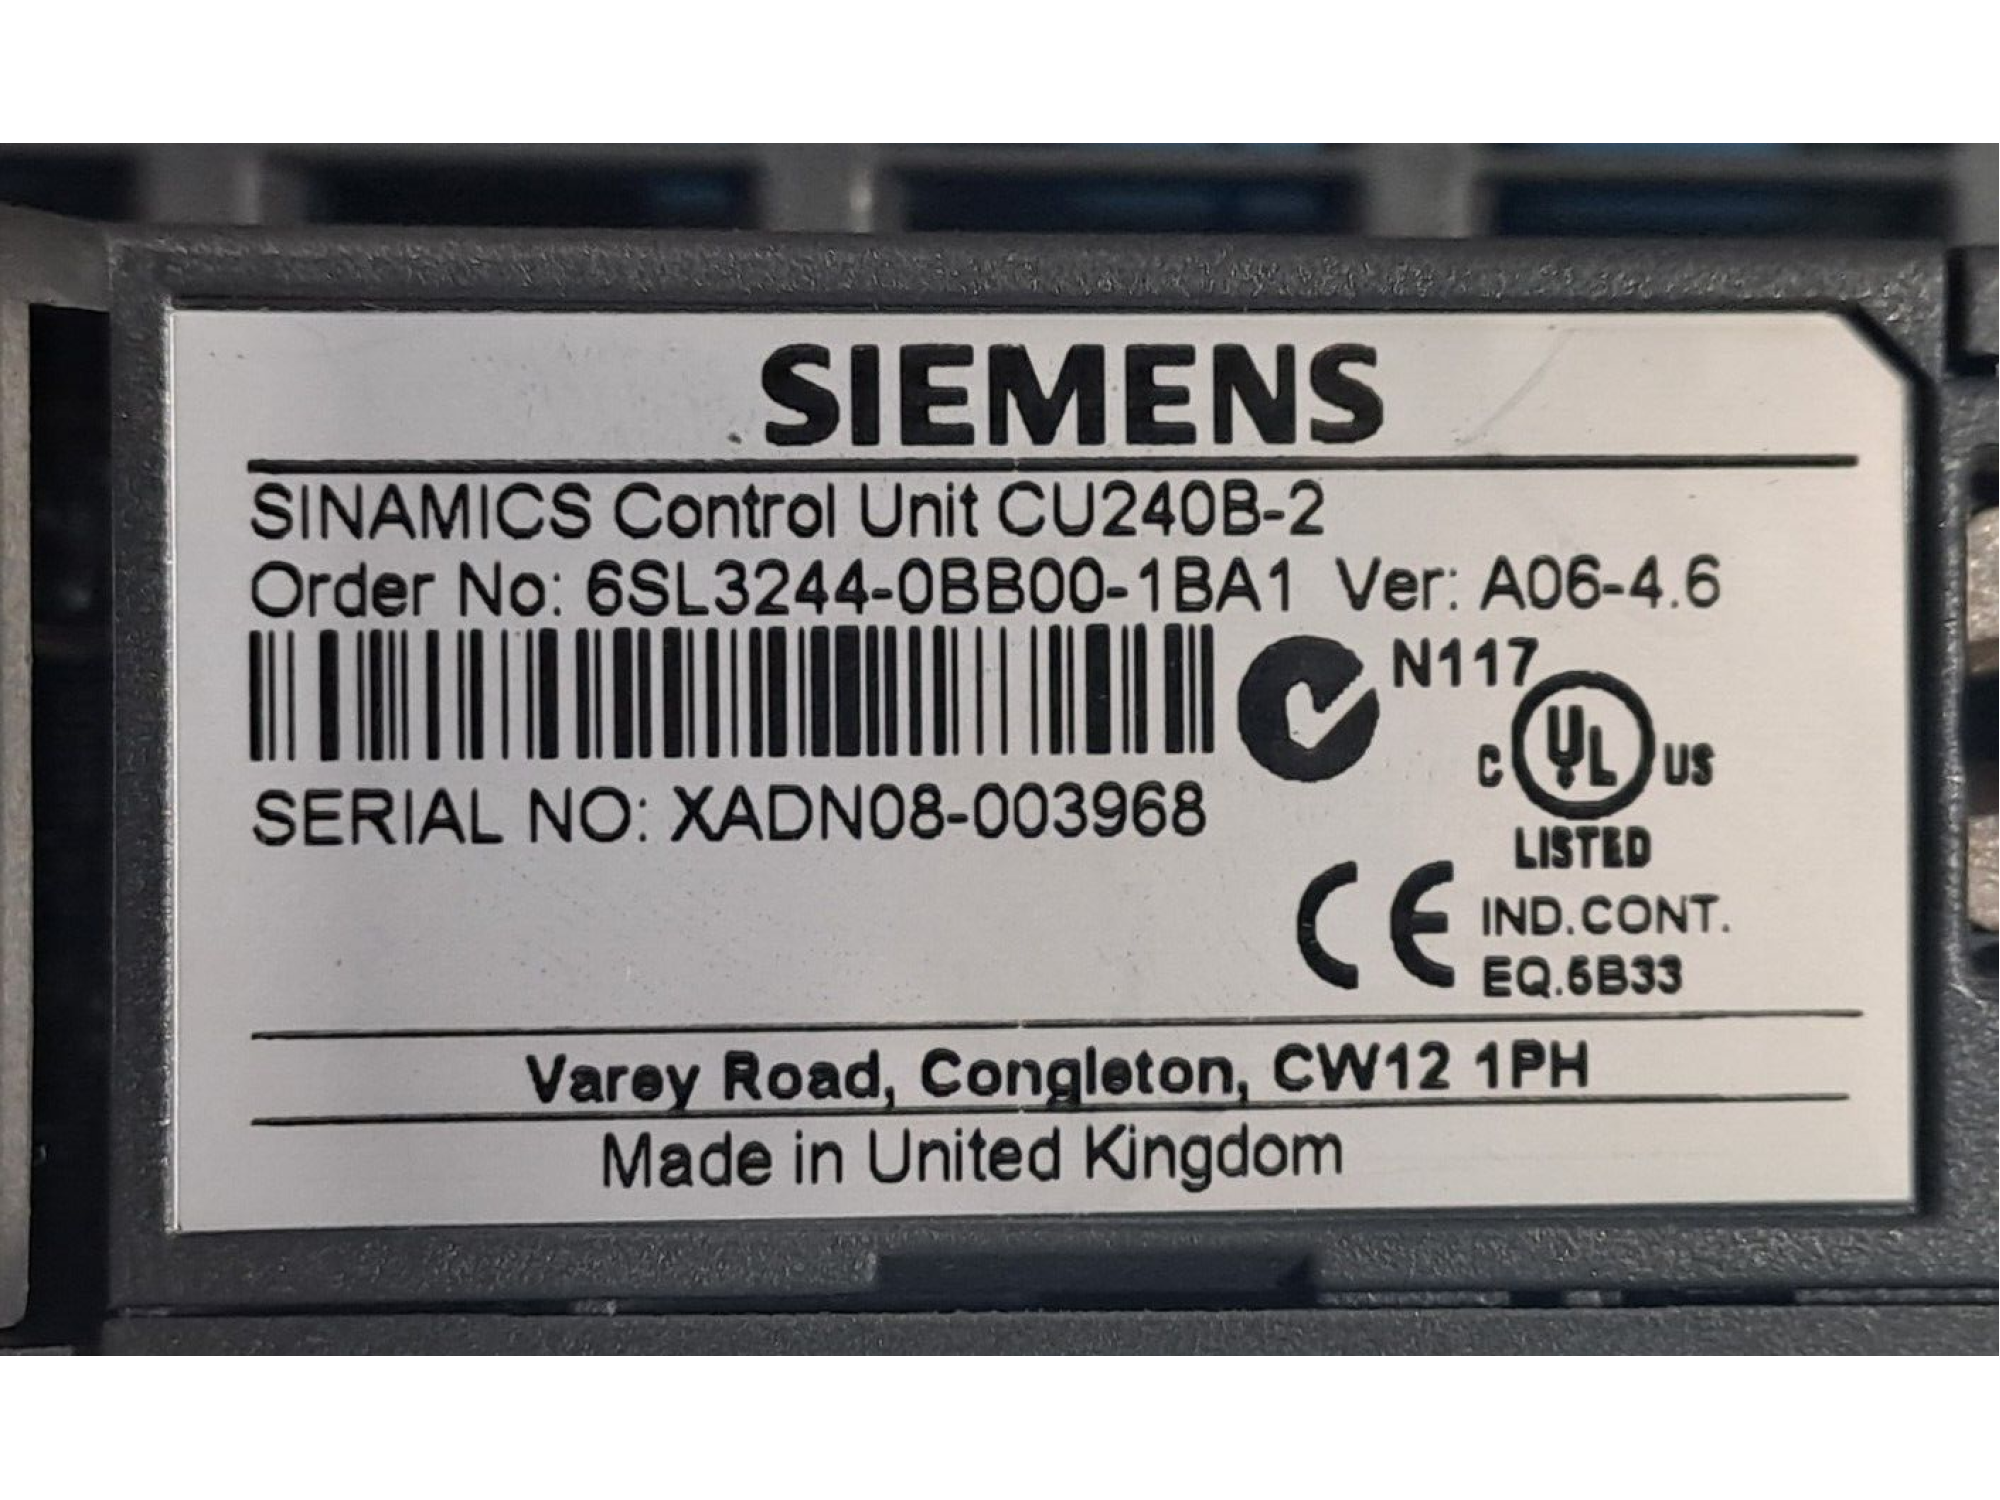 SIEMENS
SINAMICS Control Unit CU240B-2
Order No: 6SL3244-0BB00-1BA1 Ver: A06-4.6
N117
C UL US
LISTED
SERIAL NO: XADN08-003968
CE IND.CONT.
EQ.5B33
Varey Road, Congleton, CW12 1PH
Made in United Kingdom